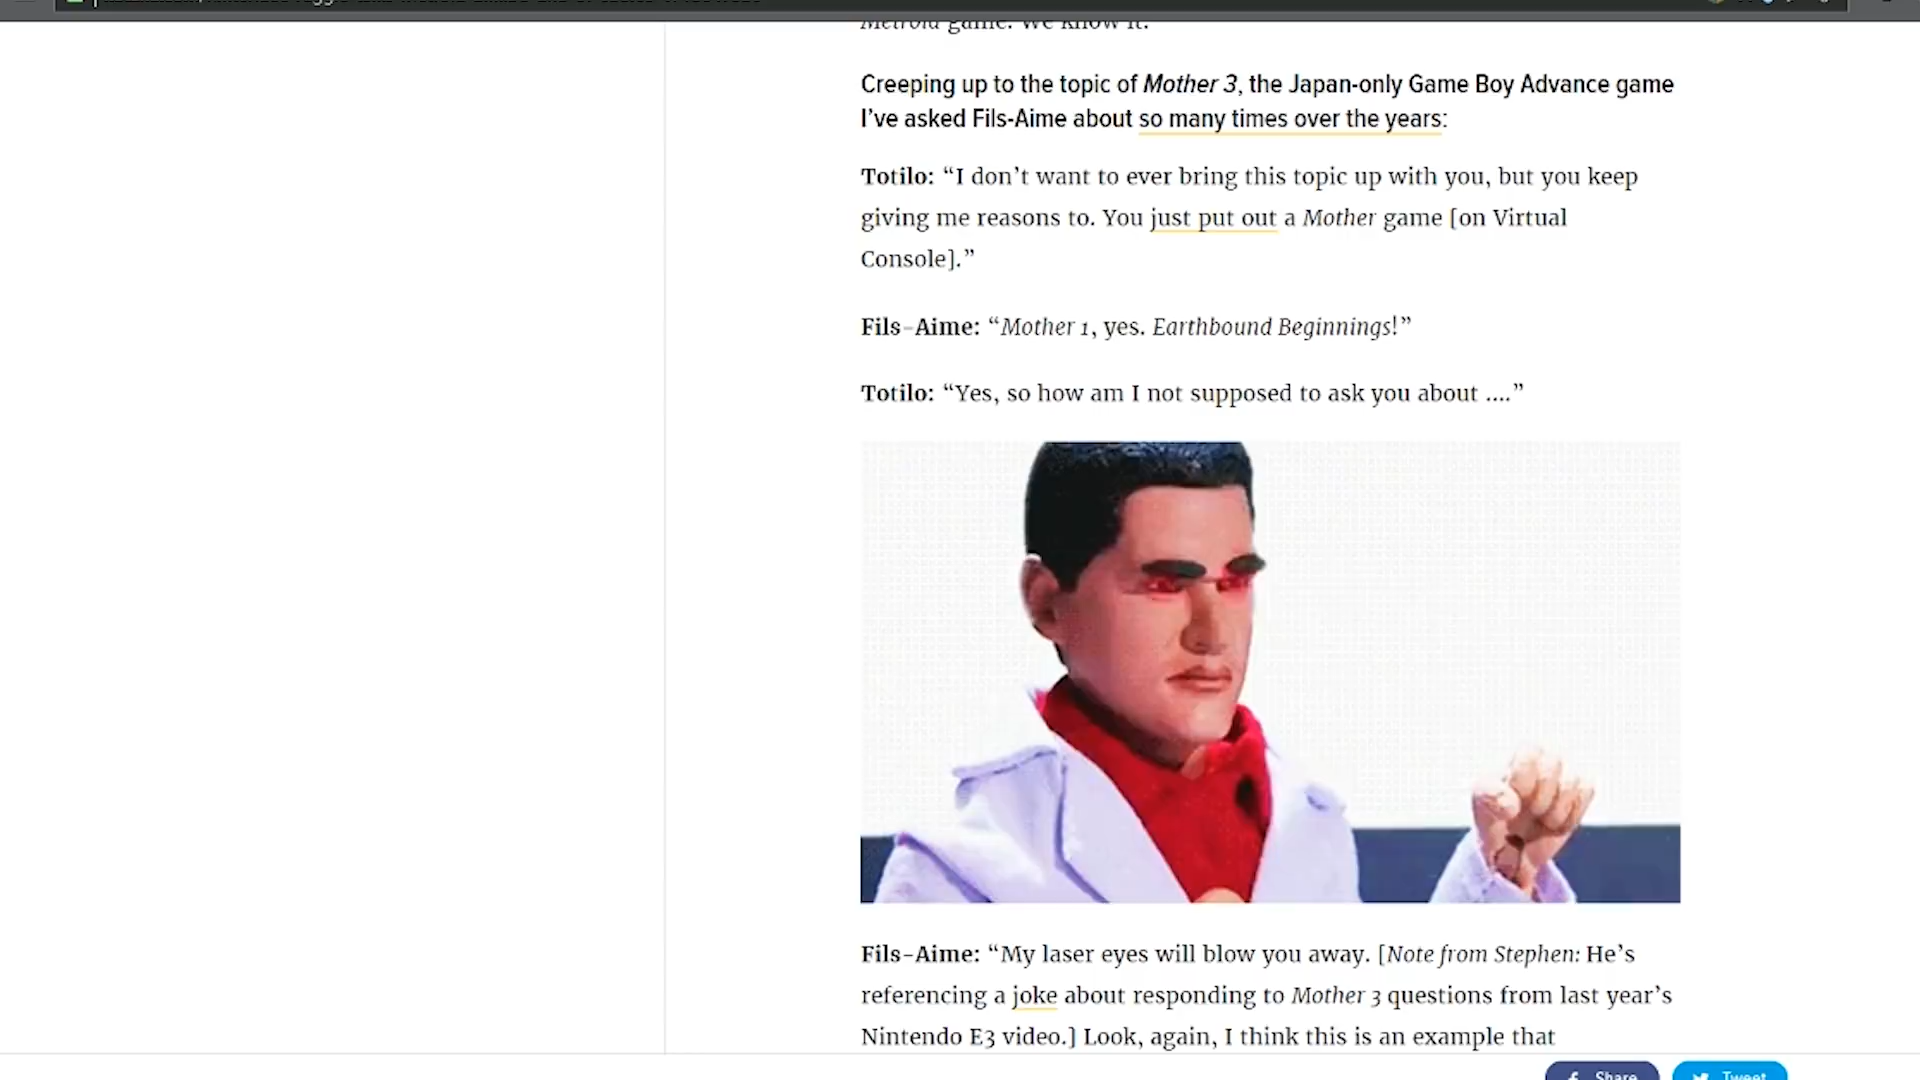 Metroid game. We know it.
Creeping up to the topic of Mother 3, the Japan-only Game Boy Advance game
I’ve asked Fils-Aime about so many times over the years:
Totilo: “I don’t want to ever bring this topic up with you, but you keep
giving me reasons to. You just put out a Mother game [on Virtual
Console].”
Fils-Aime: “Mother 1, yes. Earthbound Beginnings!”
Totilo: “Yes, so how am I not supposed to ask you about ....”
Fils-Aime: “My laser eyes will blow you away. [Note from Stephen: He’s
referencing a joke about responding to Mother 3 questions from last year’s
Nintendo E3 video.] Look, again, I think this is an example that
Share
Tweet